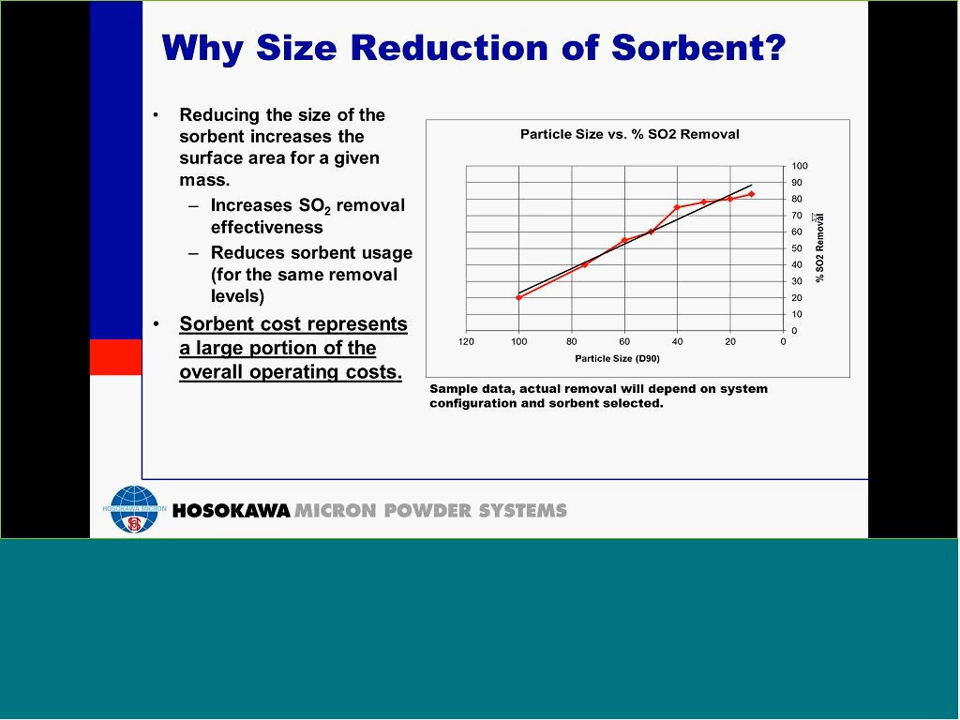 Why Size Reduction of Sorbent?
• Reducing the size of the
sorbent increases the
surface area for a given
mass.
– Increases SO2 removal
effectiveness
– Reduces sorbent usage
(for the same removal
levels)
• Sorbent cost represents
a large portion of the
overall operating costs.
Particle Size vs. % SO2 Removal
100
90
80
70
60
50
40
30
20
10
0
% SO2 Removal
120 100 80 60 40 20 0
Particle Size (D90)
Sample data, actual removal will depend on system
configuration and sorbent selected.
HOSOKAWA MICRON
HOSOKAWA MICRON POWDER SYSTEMS